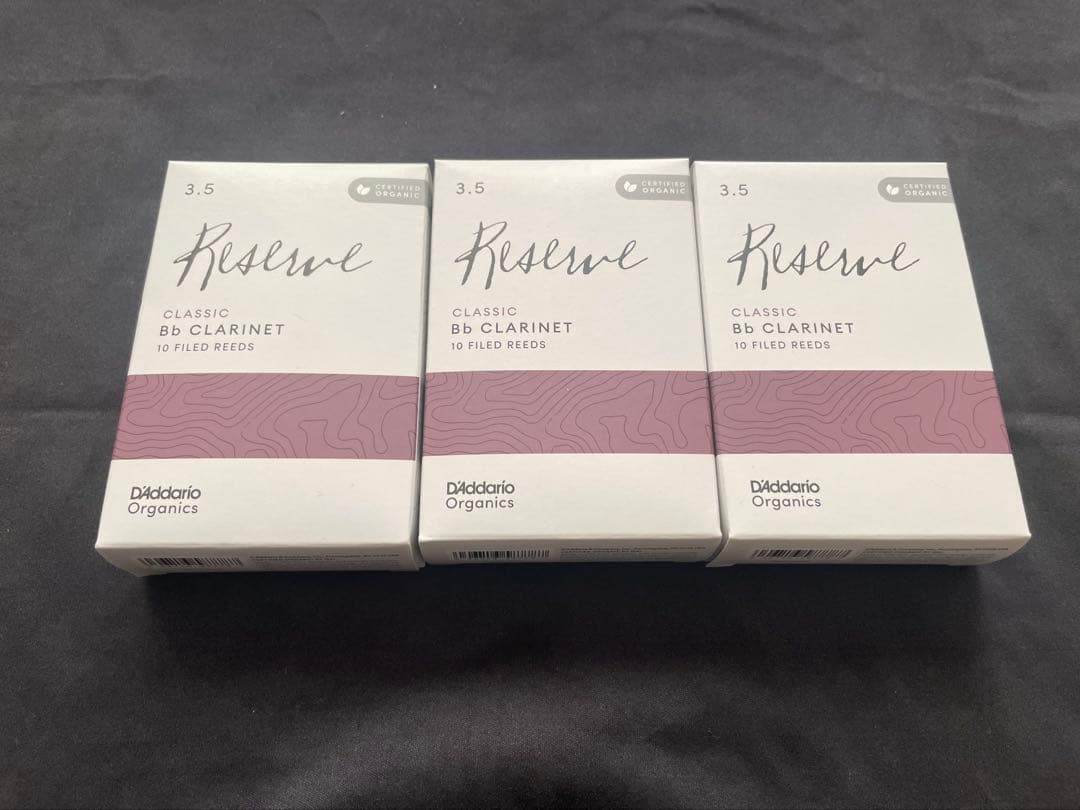 3.5
CERTIFIED
ORGANIC
Reserve
CLASSIC
Bb CLARINET
10 FILED REEDS
D'Addario
Organics
3.5
CERTIFIED
ORGANIC
Reserve
CLASSIC
Bb CLARINET
10 FILED REEDS
D'Addario
Organics
3.5
CERTIFIED
ORGANIC
Reserve
CLASSIC
Bb CLARINET
10 FILED REEDS
D'Addario
Organics